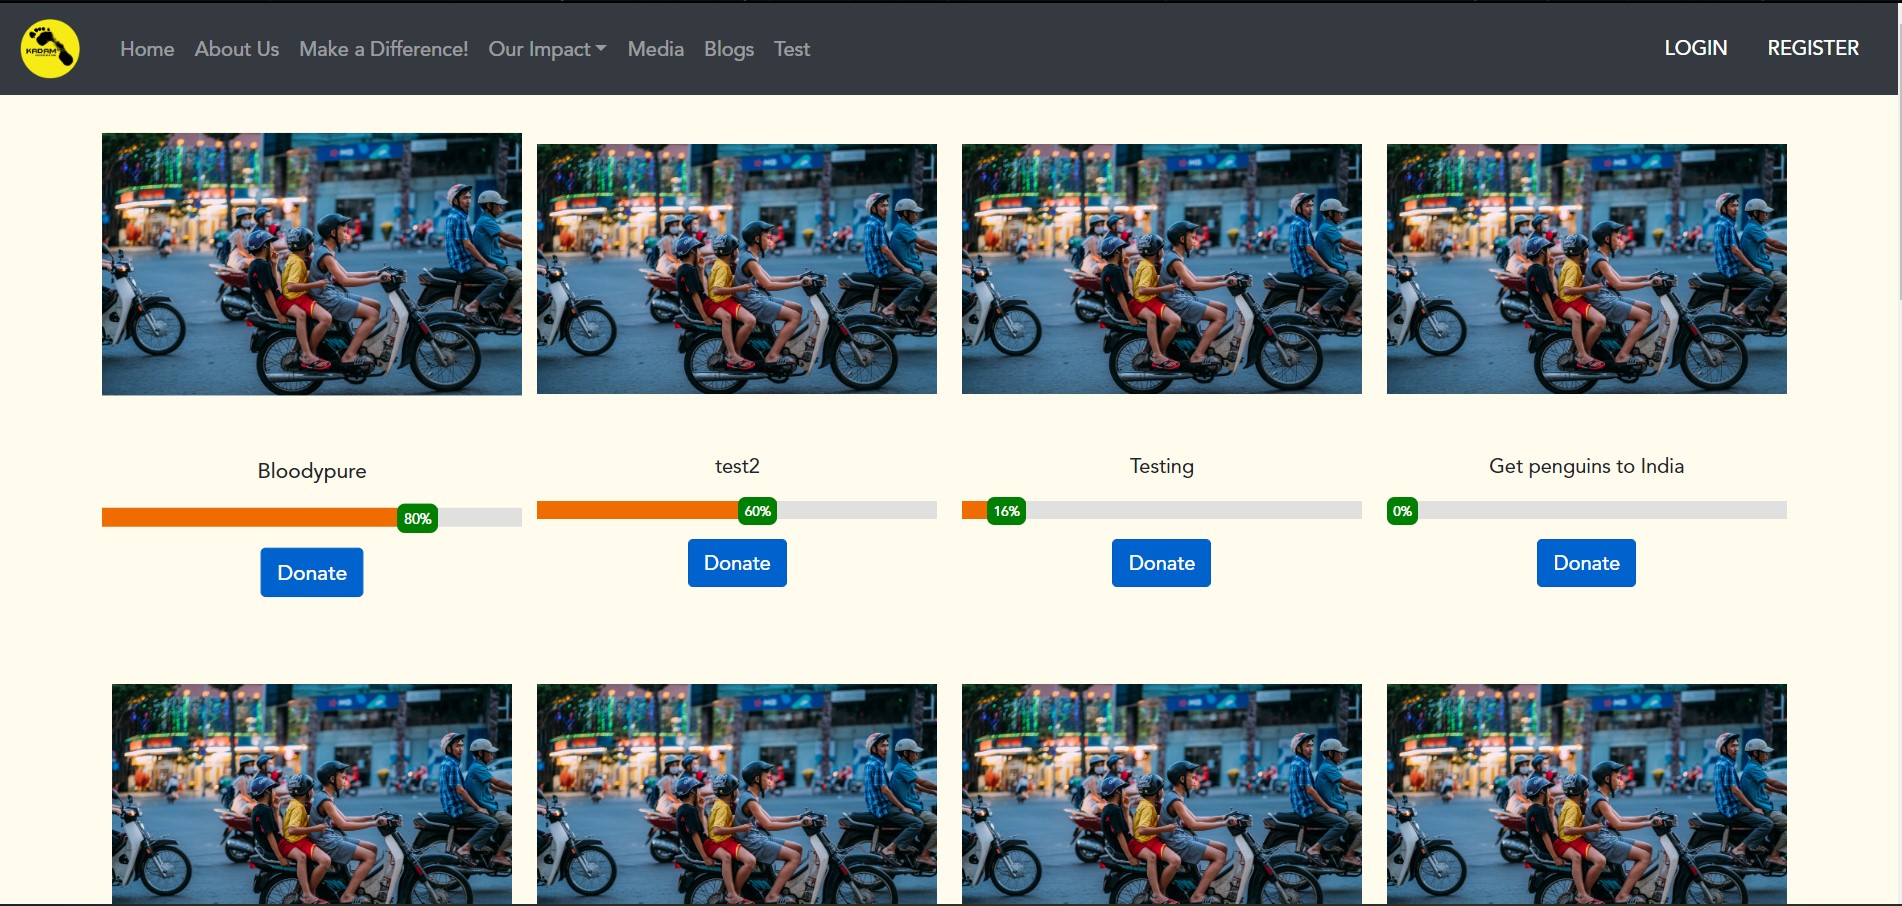 KADAM
Home About Us Make a Difference! Our Impact Media Blogs Test LOGIN REGISTER
Bloodypure test2 Testing Get penguins to India
80% 60% 16% 0%
Donate Donate Donate Donate